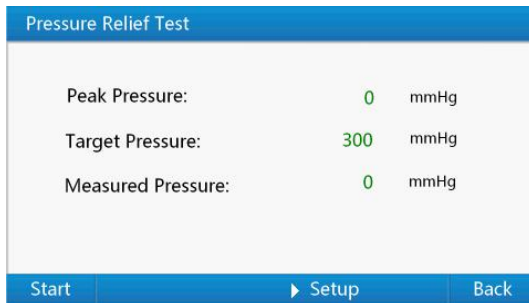 Pressure Relief Test
Peak Pressure: 0 mmHg
Target Pressure: 300 mmHg
Measured Pressure: 0 mmHg
Start Setup Back